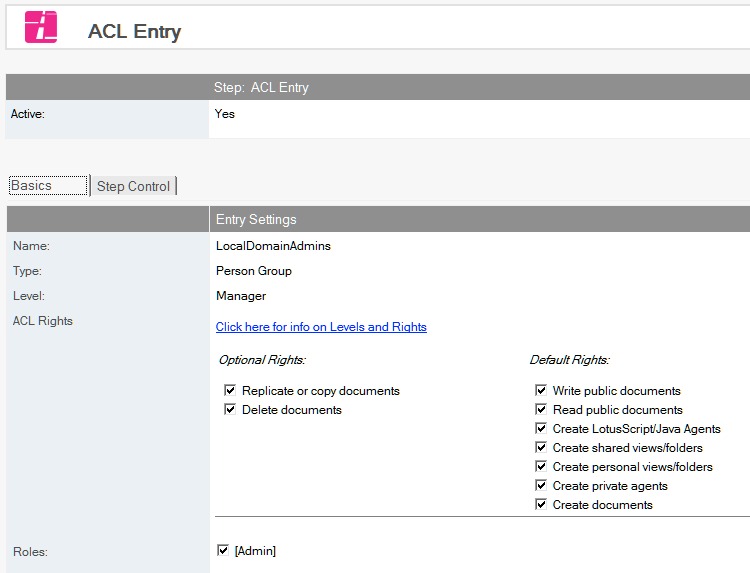 ACL Entry
Step: ACL Entry
Active: Yes
Basics Step Control
Entry Settings
Name: LocalDomainAdmins
Type: Person Group
Level: Manager
ACL Rights Click here for info on Levels and Rights
Optional Rights: Default Rights:
Replicate or copy documents Write public documents
Delete documents Read public documents
Create LotusScript/Java Agents
Create shared views/folders
Create personal views/folders
Create private agents
Create documents
Roles: [Admin]